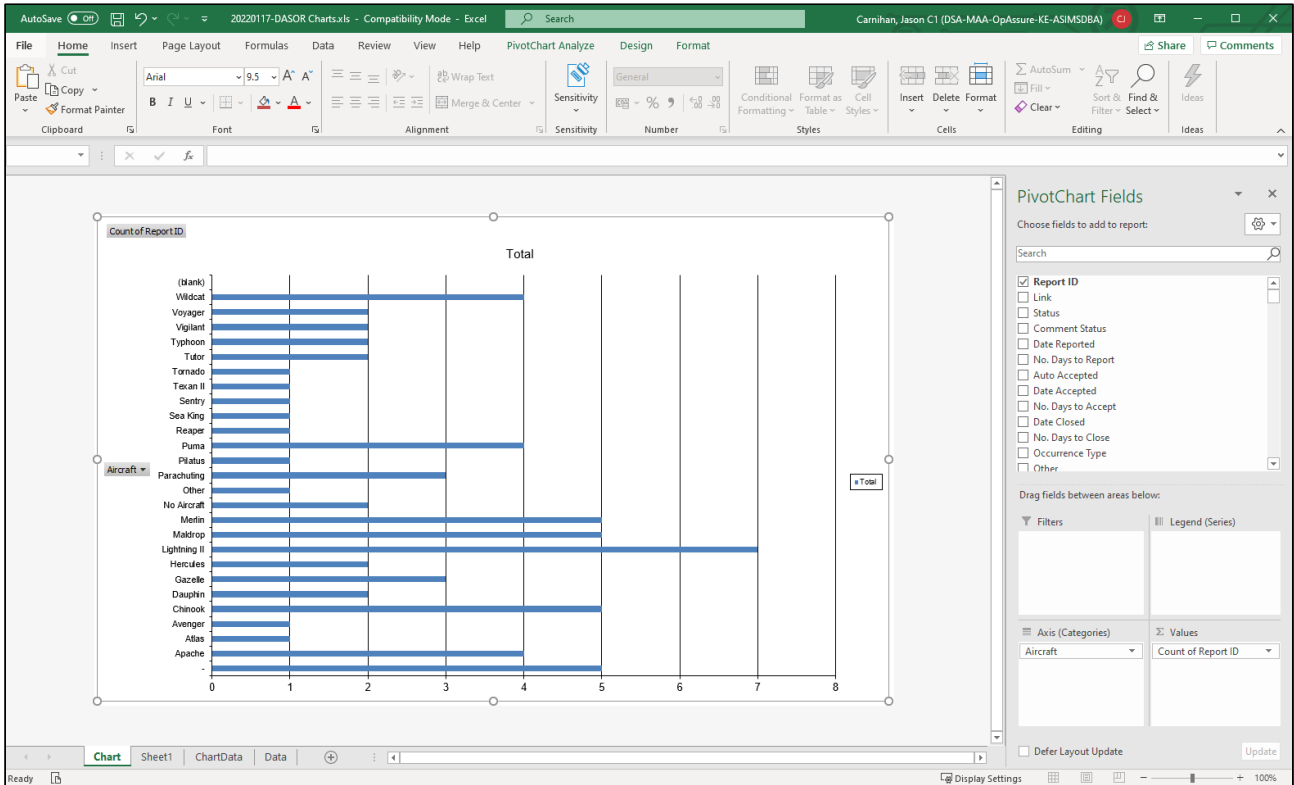 AutoSave Off 20220117-DASOR Charts.xls - Compatibility Mode - Excel Search Carnihan, Jason C1 (DSA-MAA-OpAssure-KE-ASIMSDBA) CJ
File Home Insert Page Layout Formulas Data Review View Help PivotChart Analyze Design Format Share Comments
Paste
Cut
Copy
Format Painter
Clipboard
Arial 9.5
B I U
Font
Wrap Text
Merge & Center
Alignment
Sensitivity
Sensitivity
General
Number
Conditional Formatting
Format as Table
Cell Styles
Styles
Insert Delete Format
Cells
AutoSum
Fill
Clear
Sort & Filter
Find & Select
Editing
Ideas
Ideas
fx
Count of Report ID
Total
(blank)
Wildcat
Voyager
Vigilant
Typhoon
Tutor
Tornado
Texan II
Sentry
Sea King
Reaper
Puma
Pilatus
Aircraft
Parachuting
Other
No Aircraft
Merlin
Maldrop
Lightning II
Hercules
Gazelle
Dauphin
Chinook
Avenger
Atlas
Apache
-
0 1 2 3 4 5 6 7 8
Total
PivotChart Fields
Choose fields to add to report:
Search
Report ID
Link
Status
Comment Status
Date Reported
No. Days to Report
Auto Accepted
Date Accepted
No. Days to Accept
Date Closed
No. Days to Close
Occurrence Type
Other
Drag fields between areas below:
Filters Legend (Series)
Axis (Categories) Σ Values
Aircraft Count of Report ID
Defer Layout Update Update
Chart Sheet1 ChartData Data
Ready Display Settings 100%